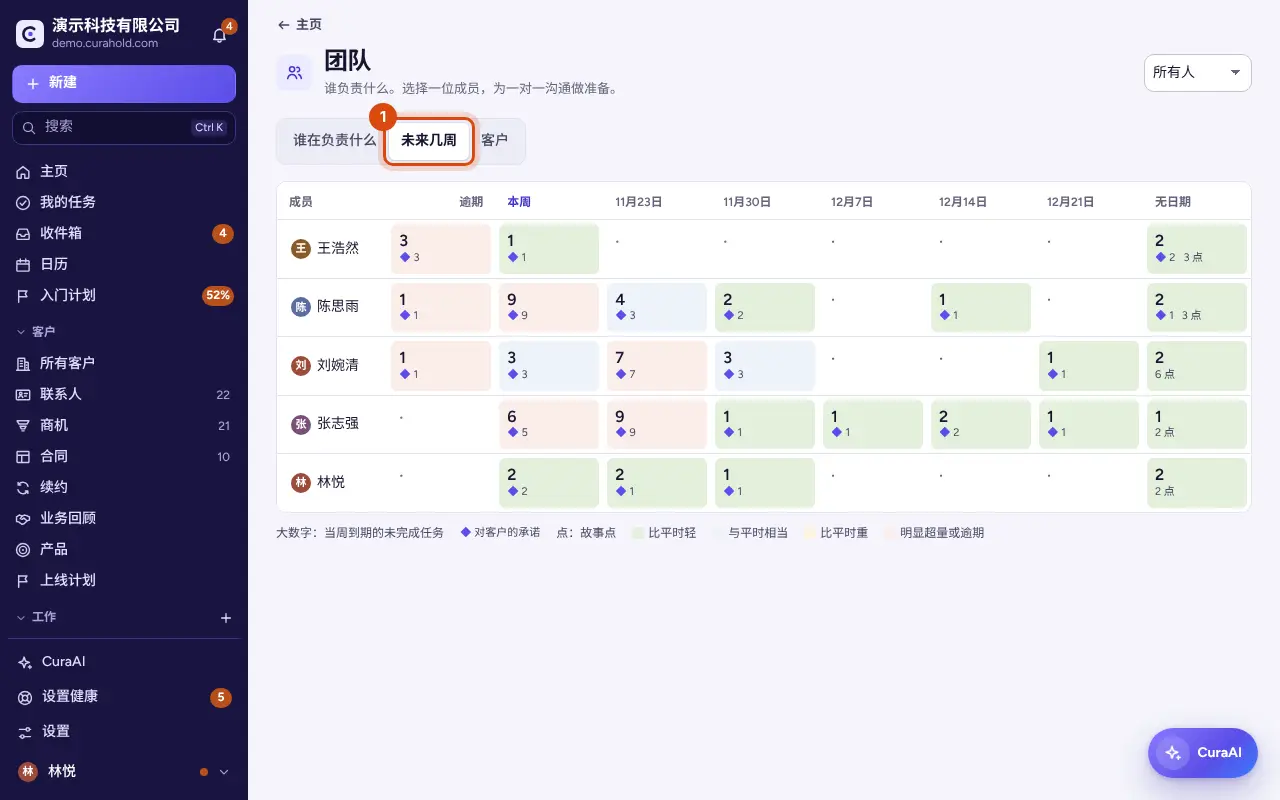 演示科技有限公司
demo.curahold.com
4
新建
搜索 Ctrl K
主页
我的任务
收件箱 4
日历
入门计划 52%
客户
所有客户
联系人 22
商机 21
合同 10
续约
业务回顾
产品
上线计划
工作
CuraAI
设置健康 5
设置
林 林悦
← 主页
团队
谁负责什么。选择一位成员，为一对一沟通做准备。
所有人
1
谁在负责什么 未来几周 客户
成员 逾期 本周 11月23日 11月30日 12月7日 12月14日 12月21日 无日期
王 王浩然 3 1 · · · · · 2
◆ 3 ◆ 1 ◆ 2 3 点
陈 陈思雨 1 9 4 2 · 1 · 2
◆ 1 ◆ 9 ◆ 3 ◆ 2 ◆ 1 ◆ 1 3 点
刘 刘婉清 1 3 7 3 · · 1 2
◆ 1 ◆ 3 ◆ 7 ◆ 3 ◆ 1 6 点
张 张志强 · 6 9 1 1 2 1 1
◆ 5 ◆ 9 ◆ 1 ◆ 1 ◆ 2 ◆ 1 2 点
林 林悦 · 2 2 1 · · · 2
◆ 2 ◆ 1 ◆ 1 2 点
大数字：当周到期的未完成任务 ◆ 对客户的承诺 点：故事点 比平时轻 与平时相当 比平时重 明显超量或逾期
CuraAI